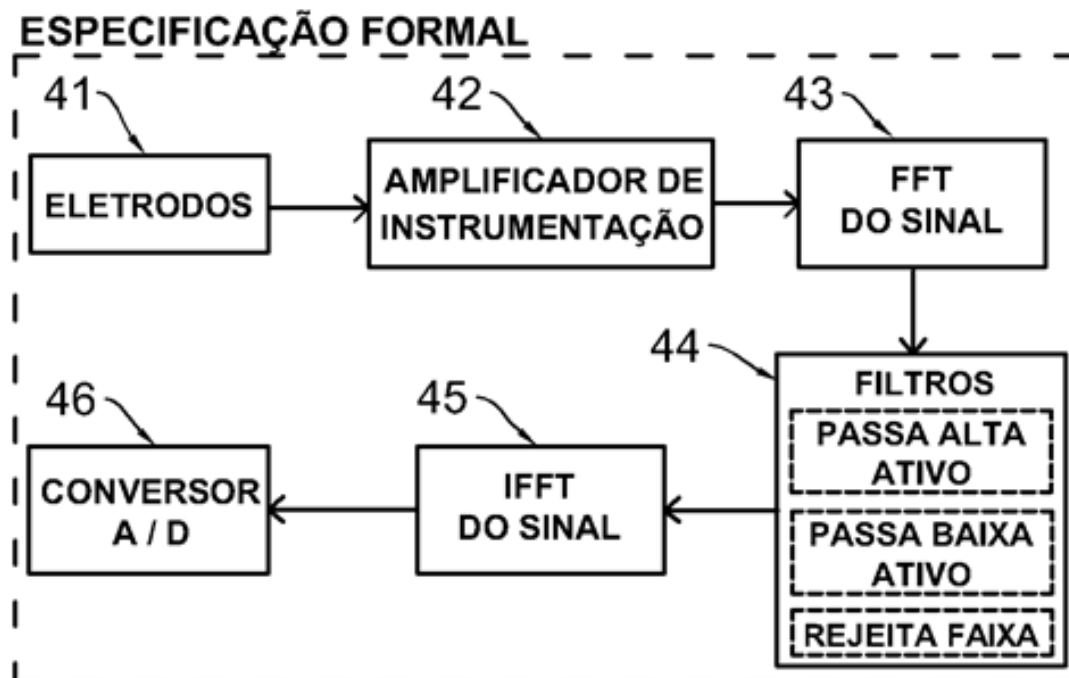 ESPECIFICAÇÃO FORMAL
41
ELETRODOS
42
AMPLIFICADOR DE
INSTRUMENTAÇÃO
43
FFT
DO SINAL
44
FILTROS
PASSA ALTA
ATIVO
PASSA BAIXA
ATIVO
REJEITA FAIXA
45
IFFT
DO SINAL
46
CONVERSOR
A / D